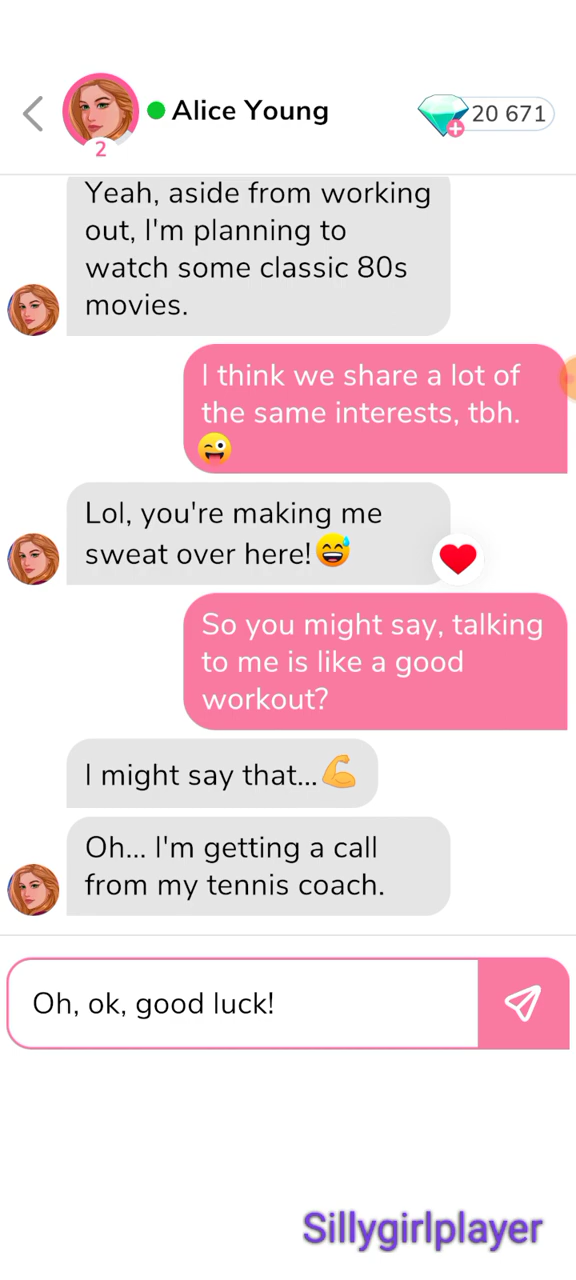 Alice Young
20 671
2
Yeah, aside from working
out, I'm planning to
watch some classic 80s
movies.
I think we share a lot of
the same interests, tbh.
😜
Lol, you're making me
sweat over here!😅
So you might say, talking
to me is like a good
workout?
I might say that...💪
Oh... I'm getting a call
from my tennis coach.
Oh, ok, good luck!
Sillygirlplayer